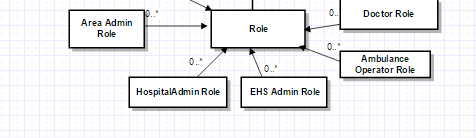 Area Admin
Role
0..*
Role
0..
Doctor Role
0..*
Ambulance
Operator Role
0..*
HospitalAdmin Role
0..*
EHS Admin Role